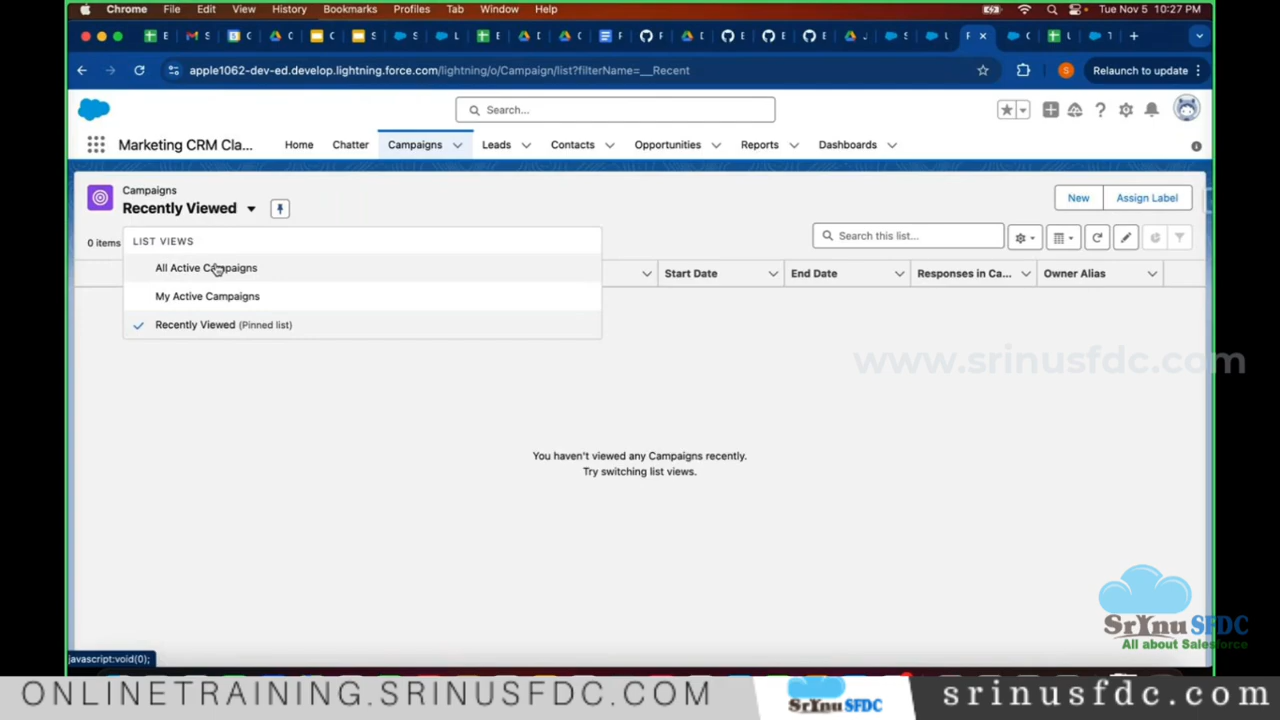 Chrome File Edit View History Bookmarks Profiles Tab Window Help Tue Nov 5 10:27 PM
apple1062-dev-ed.develop.lightning.force.com/lightning/o/Campaign/list?filterName=__Recent
Relaunch to update
Search...
Marketing CRM Cla... Home Chatter Campaigns Leads Contacts Opportunities Reports Dashboards
Campaigns
Recently Viewed
New Assign Label
0 items
Search this list...
LIST VIEWS
All Active Campaigns
My Active Campaigns
Recently Viewed (Pinned list)
Start Date End Date Responses in Ca... Owner Alias
www.srinusfdc.com
You haven't viewed any Campaigns recently.
Try switching list views.
SrYnu SFDC
All about Salesforce
javascript:void(0);
ONLINETRAINING.SRINUSFDC.COM
SrYnu SFDC
srinusfdc.com